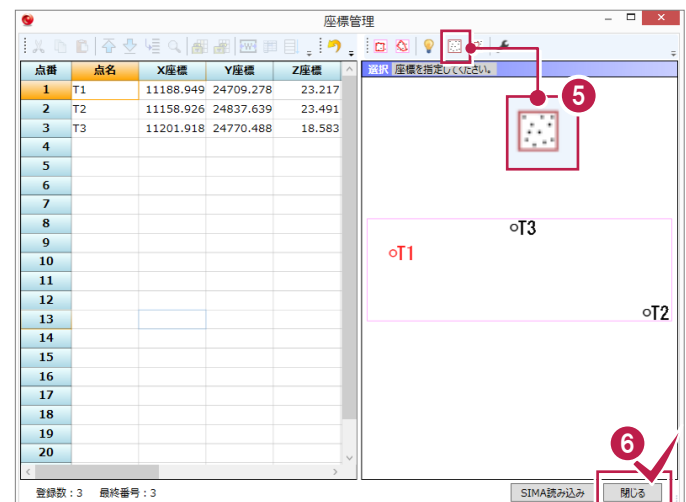 座標管理
点番 点名 X座標 Y座標 Z座標
1 T1 11188.949 24709.278 23.217
2 T2 11158.926 24837.639 23.491
3 T3 11201.918 24770.488 18.583
4
5
6
7
8
9
10
11
12
13
14
15
16
17
18
19
20
選択 座標を指定してください。
5
T3
T1
T2
6
登録数：3 最終番号：3
SIMA読み込み 閉じる